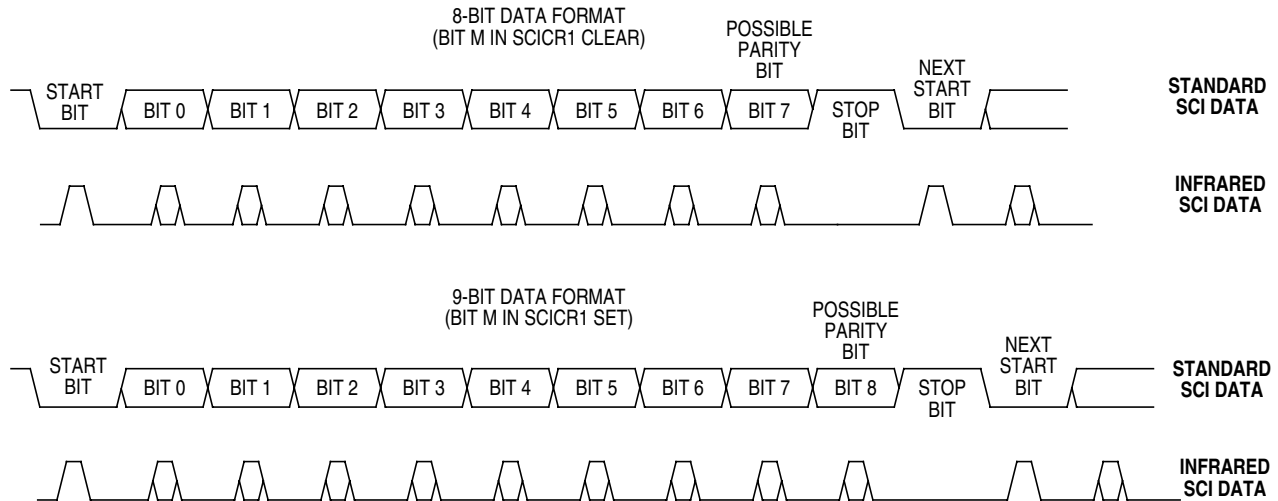 8-BIT DATA FORMAT
(BIT M IN SCICR1 CLEAR)
POSSIBLE
PARITY
BIT
START
BIT
BIT 0
BIT 1
BIT 2
BIT 3
BIT 4
BIT 5
BIT 6
BIT 7
STOP
BIT
NEXT
START
BIT
STANDARD
SCI DATA
INFRARED
SCI DATA
9-BIT DATA FORMAT
(BIT M IN SCICR1 SET)
POSSIBLE
PARITY
BIT
START
BIT
BIT 0
BIT 1
BIT 2
BIT 3
BIT 4
BIT 5
BIT 6
BIT 7
BIT 8
STOP
BIT
NEXT
START
BIT
STANDARD
SCI DATA
INFRARED
SCI DATA